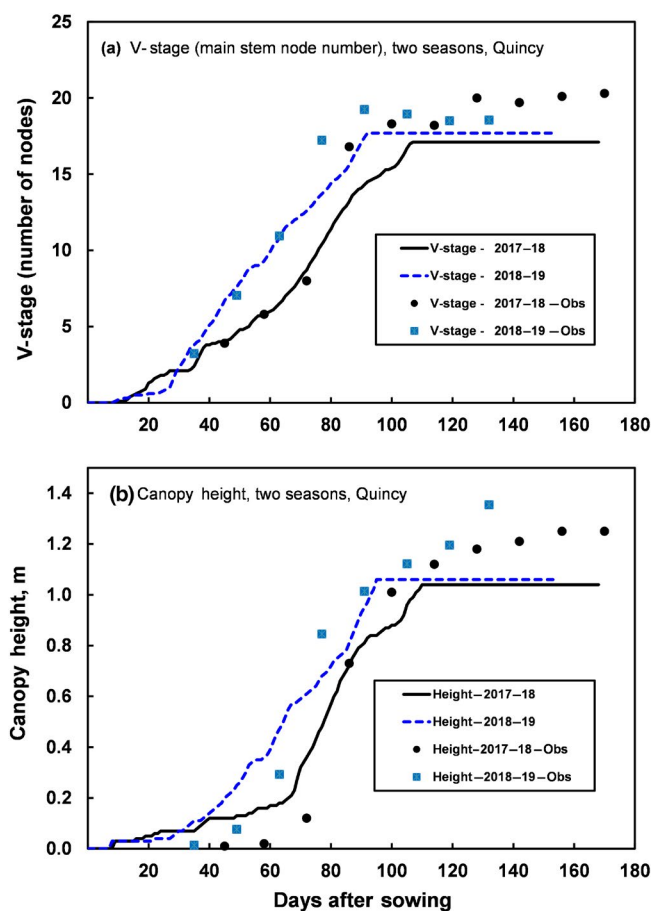 25
(a) V- stage (main stem node number), two seasons, Quincy
20
15
10
5
0
V-stage (number of nodes)
V-stage - 2017–18
V-stage - 2018–19
V-stage - 2017–18 – Obs
V-stage - 2018–19 – Obs
20 40 60 80 100 120 140 160 180
(b) Canopy height, two seasons, Quincy
1.4
1.2
1.0
0.8
0.6
0.4
0.2
0.0
Canopy height, m
Height–2017–18
Height–2018–19
Height–2017–18–Obs
Height–2018–19–Obs
20 40 60 80 100 120 140 160 180
Days after sowing